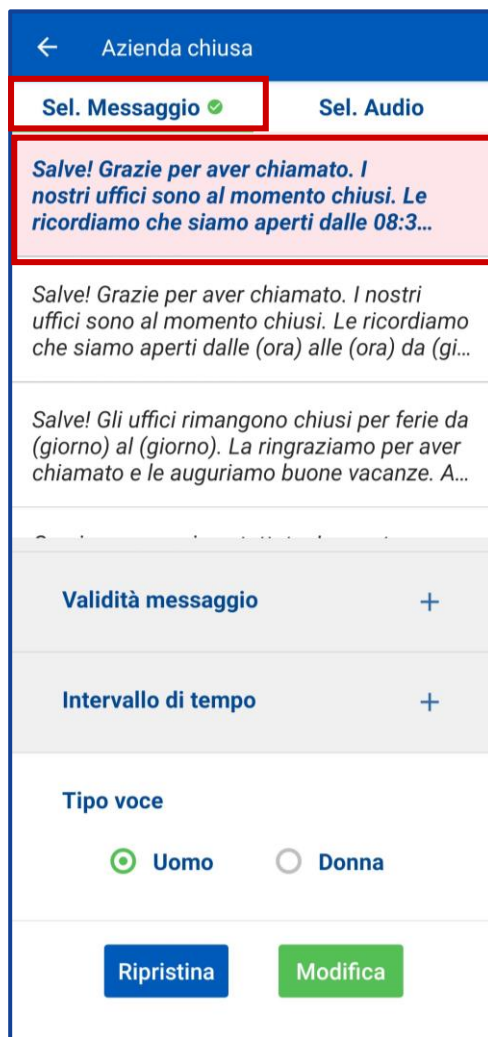 Azienda chiusa
Sel. Messaggio
Sel. Audio
Salve! Grazie per aver chiamato. I
nostri uffici sono al momento chiusi. Le
ricordiamo che siamo aperti dalle 08:3...
Salve! Grazie per aver chiamato. I nostri
uffici sono al momento chiusi. Le ricordiamo
che siamo aperti dalle (ora) alle (ora) da (gi...
Salve! Gli uffici rimangono chiusi per ferie da
(giorno) al (giorno). La ringraziamo per aver
chiamato e le auguriamo buone vacanze. A...
Validità messaggio
Intervallo di tempo
Tipo voce
Uomo
Donna
Ripristina
Modifica